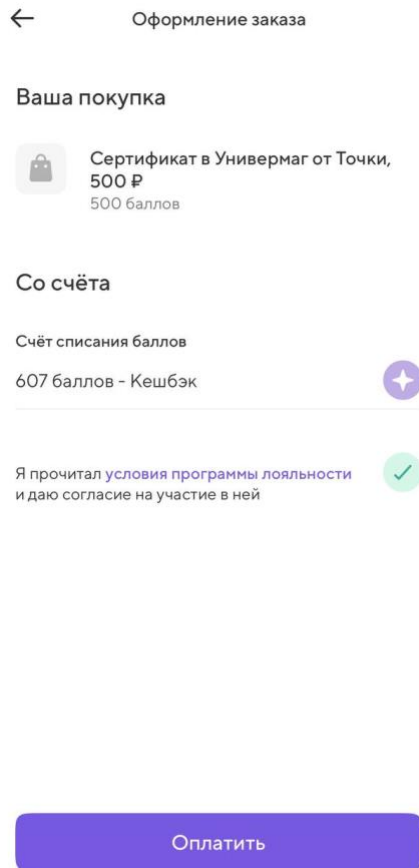 Оформление заказа
Ваша покупка
Сертификат в Универмаг от Точки,
500 ₽
500 баллов
Со счёта
Счёт списания баллов
607 баллов - Кешбэк
Я прочитал условия программы лояльности
и даю согласие на участие в ней
Оплатить